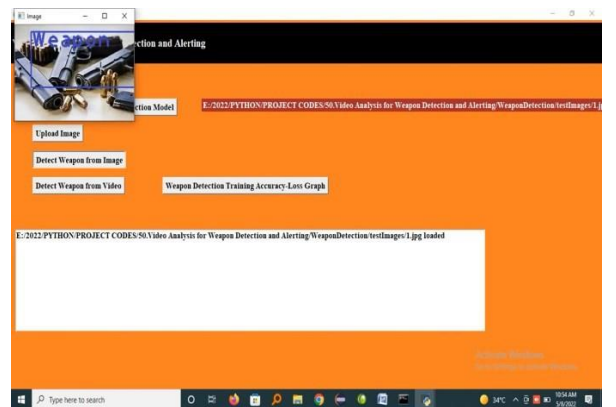 Image
Weapon
ection and Alerting
ction Model
E:/2022/PYTHON/PROJECT CODES/50.Video Analysis for Weapon Detection and Alerting/WeaponDetection/testImages/1.j
Upload Image
Detect Weapon from Image
Detect Weapon from Video
Weapon Detection Training Accuracy-Loss Graph
E:/2022/PYTHON/PROJECT CODES/50.Video Analysis for Weapon Detection and Alerting/WeaponDetection/testImages/1.jpg loaded
Activate Windows
Type here to search
34°C
10:54 AM
5/9/2022